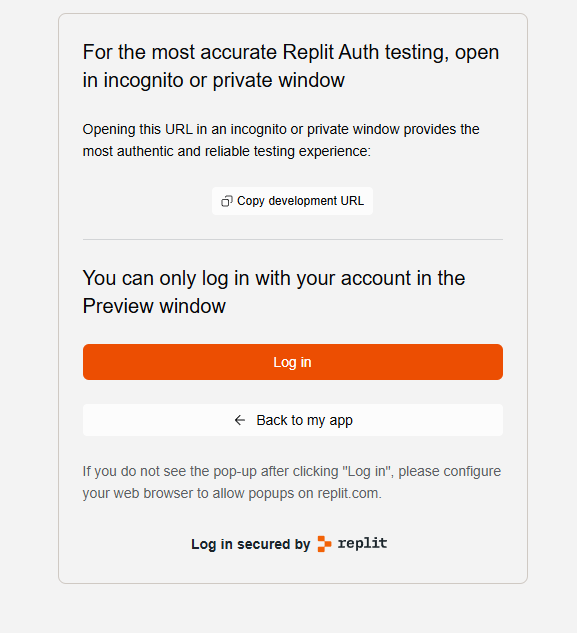 For the most accurate Replit Auth testing, open
in incognito or private window
Opening this URL in an incognito or private window provides the
most authentic and reliable testing experience:
Copy development URL
You can only log in with your account in the
Preview window
Log in
Back to my app
If you do not see the pop-up after clicking "Log in", please configure
your web browser to allow popups on replit.com.
Log in secured by replit